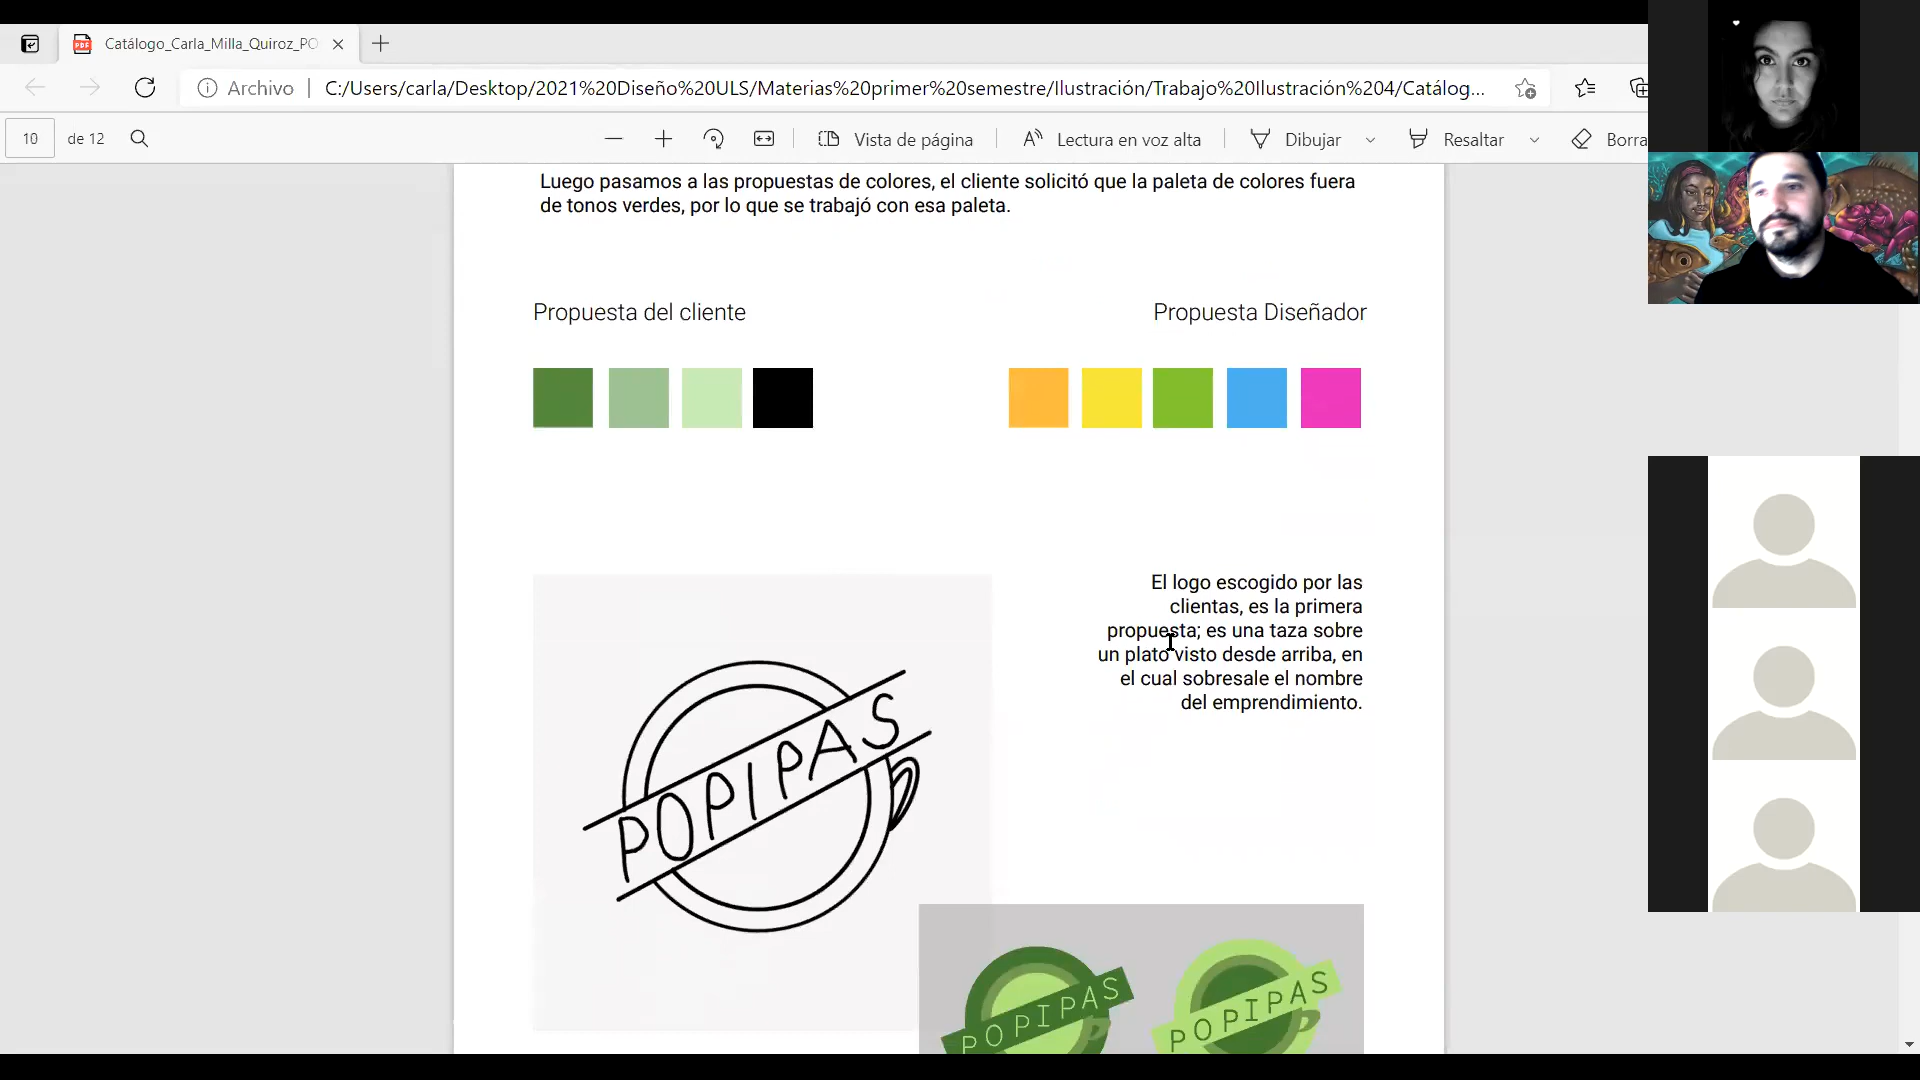 Catálogo_Carla_Milla_Quiroz_PO
Archivo
C:/Users/carla/Desktop/2021%20Diseño%20ULS/Materias%20primer%20semestre/Ilustración/Trabajo%20Ilustración%204/Catálog...
10 de 12
Vista de página
Lectura en voz alta
Dibujar
Resaltar
Borra
Luego pasamos a las propuestas de colores, el cliente solicitó que la paleta de colores fuera
de tonos verdes, por lo que se trabajó con esa paleta.
Propuesta del cliente
Propuesta Diseñador
El logo escogido por las
clientas, es la primera
propuesta; es una taza sobre
un plato visto desde arriba, en
el cual sobresale el nombre
del emprendimiento.
POPIPAS
POPIPAS
POPIPAS